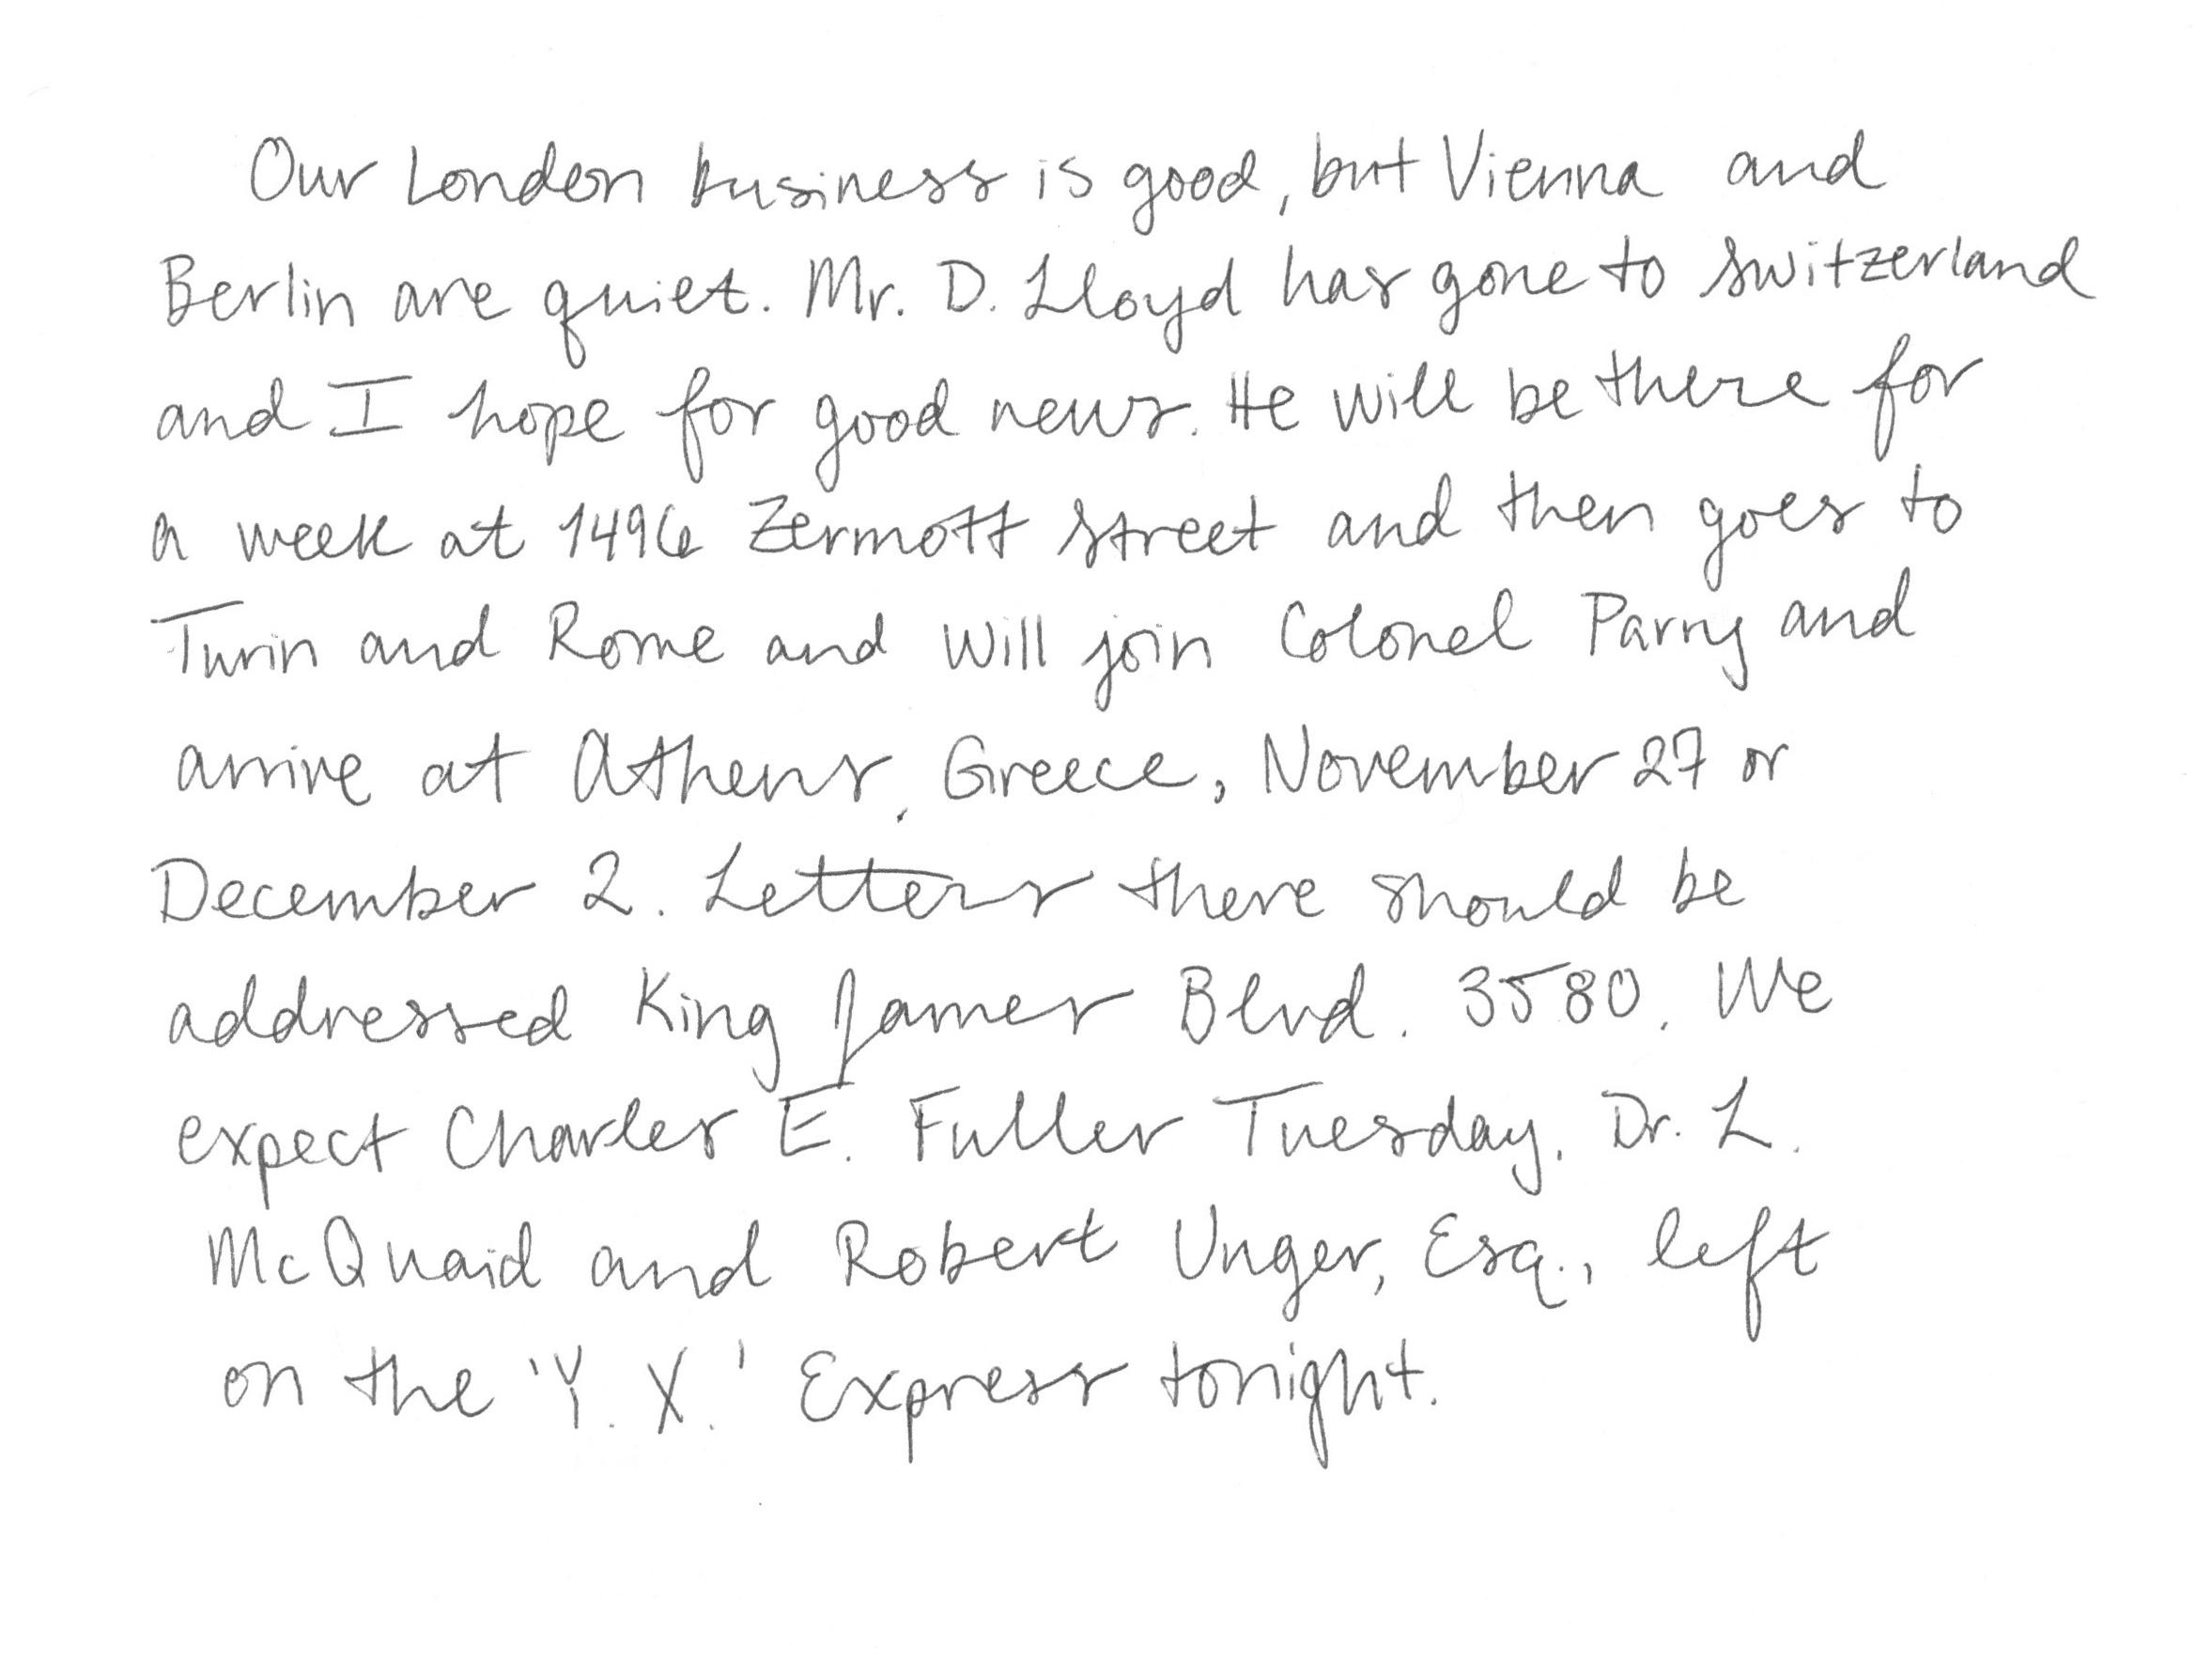 Our London business is good, but Vienna and
Berlin are quiet. Mr. D. Lloyd has gone to Switzerland
and I hope for good news. He will be there for
a week at 1496 Zermott Street and then goes to
Turin and Rome and will join Colonel Parry and
arrive at Athens, Greece, November 27 or
December 2. Letters there should be
addressed King James Blvd. 3580. We
expect Charles E. Fuller Tuesday. Dr. L.
McQuaid and Robert Unger, Esq., left
on the 'Y. X.' Express tonight.